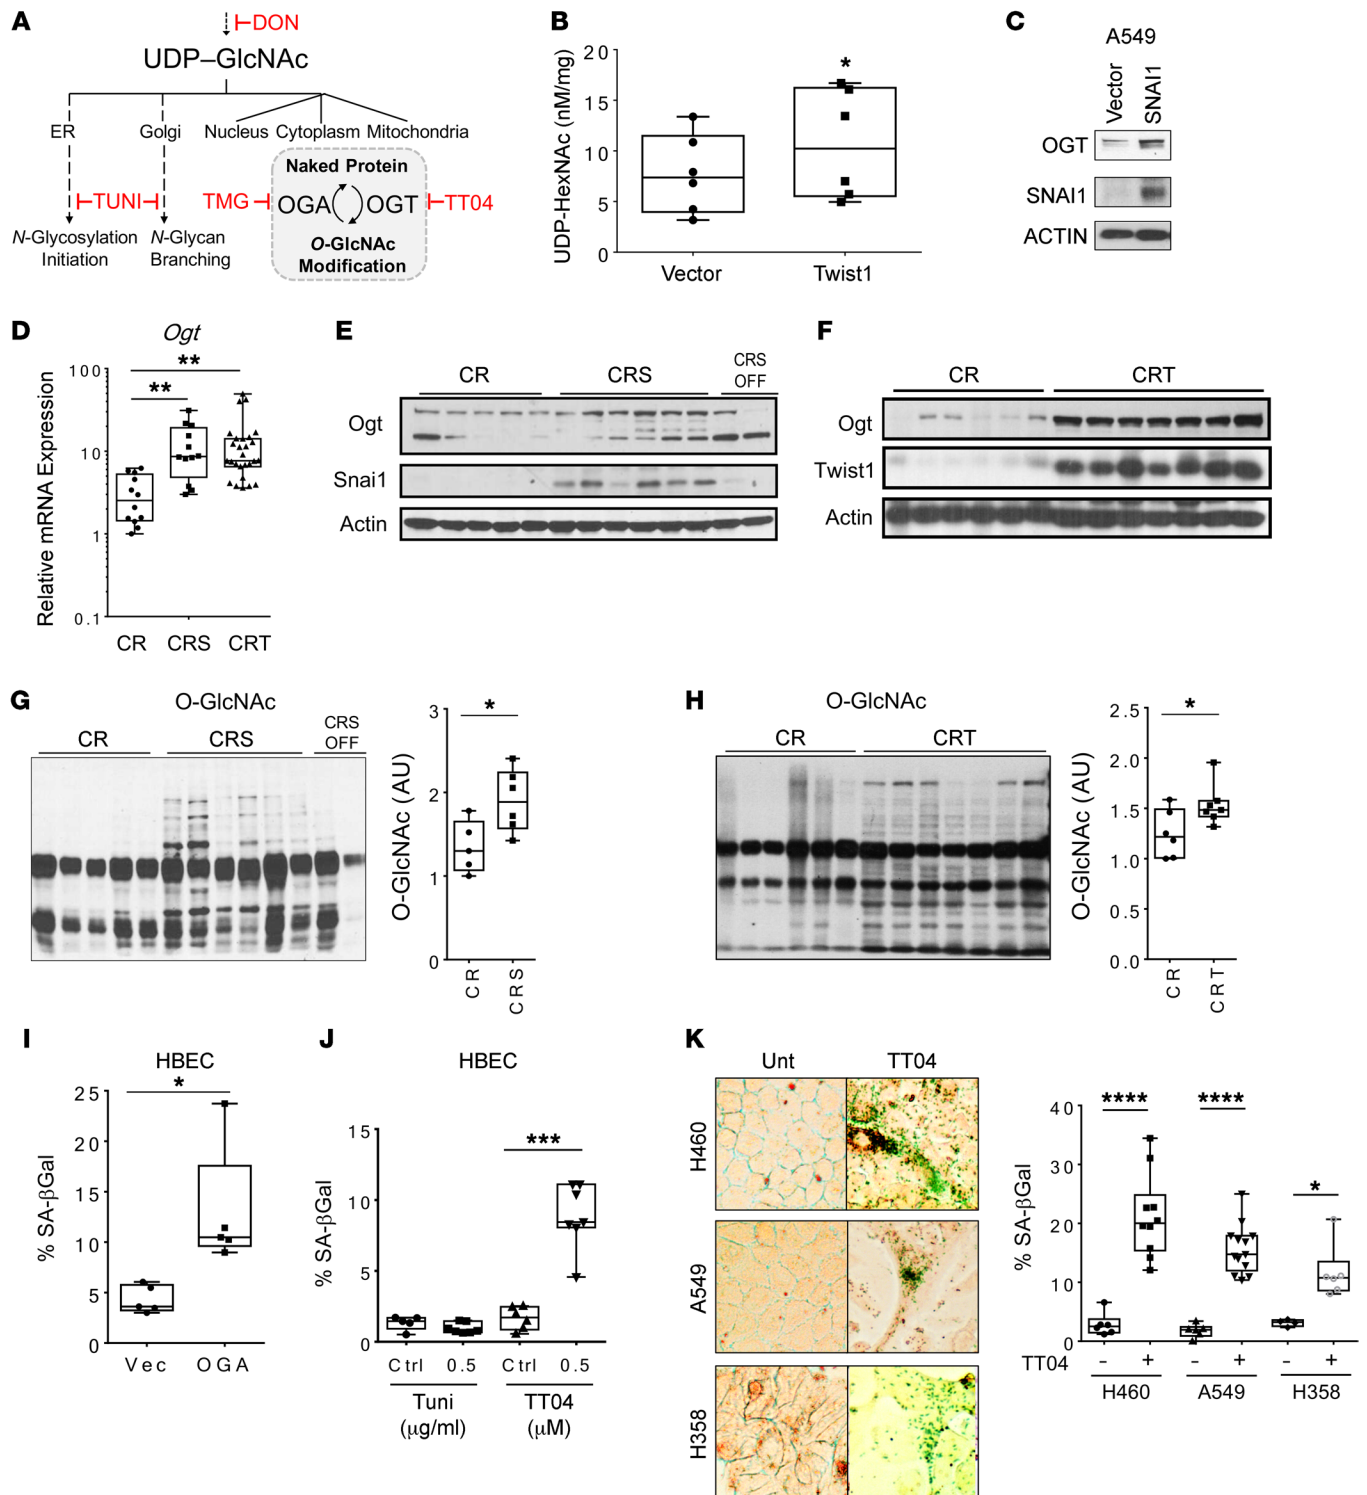 A
DON
UDP–GlcNAc
ER
Golgi
Nucleus Cytoplasm Mitochondria
Naked Protein
TUNI
TMG
OGA
OGT
TT04
N-Glycosylation
Initiation
N-Glycan
Branching
O-GlcNAc
Modification
B
UDP-HexNAc (nM/mg)
20
15
10
5
0
*
Vector
Twist1
C
A549
Vector
SNAI1
OGT
SNAI1
ACTIN
D
Ogt
Relative mRNA Expression
100
10
1
0.1
**
**
CR
CRS
CRT
E
CR
CRS
CRS
OFF
Ogt
Snai1
Actin
F
CR
CRT
Ogt
Twist1
Actin
G
O-GlcNAc
CR
CRS
CRS
OFF
O-GlcNAc (AU)
3
2
1
0
*
CR
CRS
H
O-GlcNAc
CR
CRT
O-GlcNAc (AU)
2.5
2.0
1.5
1.0
0.5
0.0
*
CR
CRT
I
HBEC
% SA-βGal
25
20
15
10
5
0
*
Vec
OGA
J
HBEC
% SA-βGal
15
10
5
0
***
Ctrl
0.5
Ctrl
0.5
Tuni
(μg/ml)
TT04
(μM)
K
Unt
TT04
H460
A549
H358
% SA-βGal
40
30
20
10
0
****
****
*
TT04
-
+
-
+
-
+
H460
A549
H358